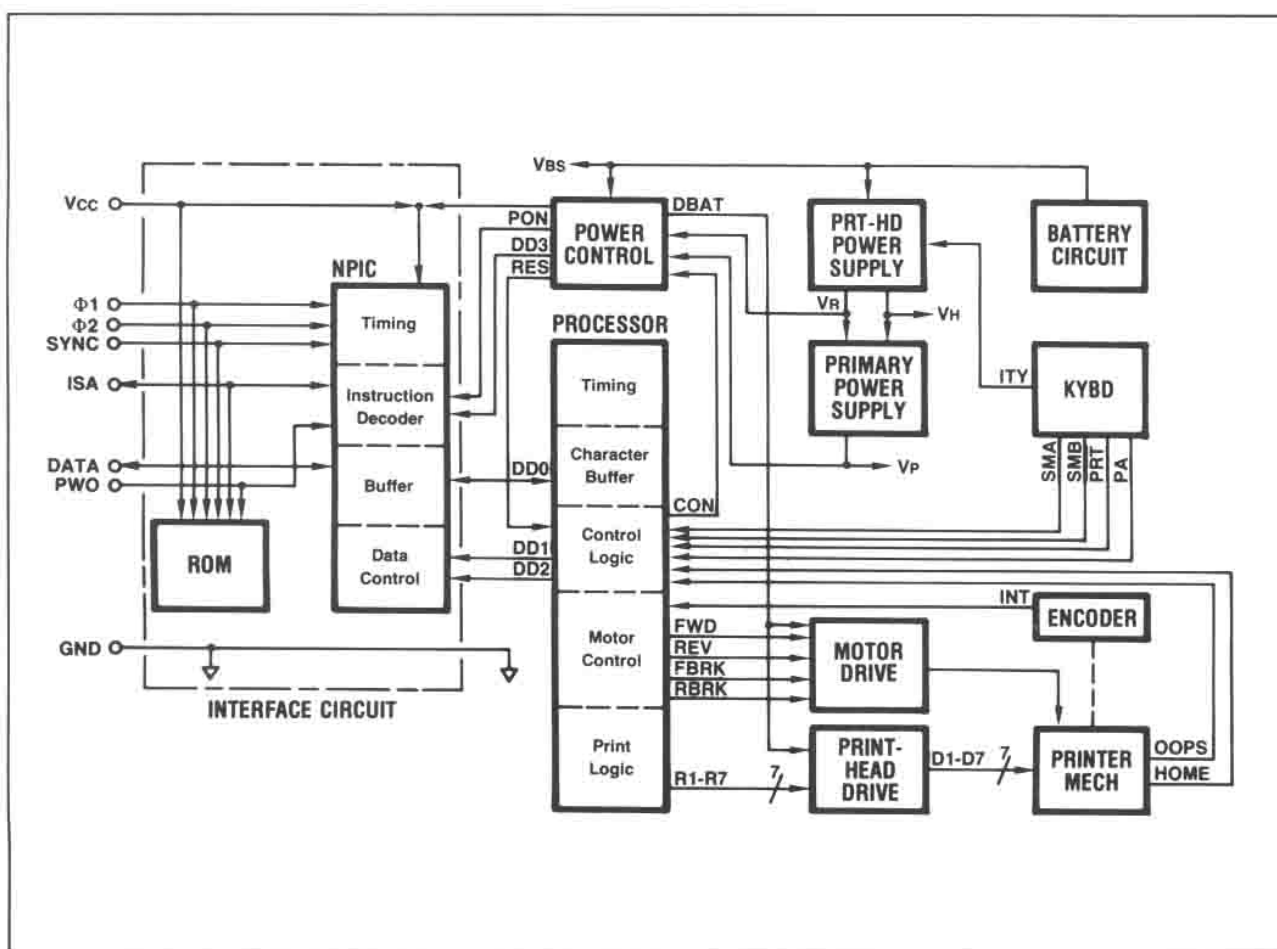 VBS
VCC
PON
DD3
RES
POWER
CONTROL
DBAT
PRT-HD
POWER
SUPPLY
BATTERY
CIRCUIT
NPIC
Φ1
Φ2
SYNC
ISA
DATA
PWO
Timing
Instruction
Decoder
Buffer
Data
Control
ROM
GND
INTERFACE CIRCUIT
VR
VH
PRIMARY
POWER
SUPPLY
VP
ITY
KYBD
SMA
SMB
PRT
PA
PROCESSOR
Timing
Character
Buffer
Control
Logic
Motor
Control
Print
Logic
DD0
DD1
DD2
CON
INT
ENCODER
FWD
REV
FBRK
RBRK
MOTOR
DRIVE
R1-R7
7
PRINT-
HEAD
DRIVE
D1-D7
7
PRINTER
MECH
OOPS
HOME